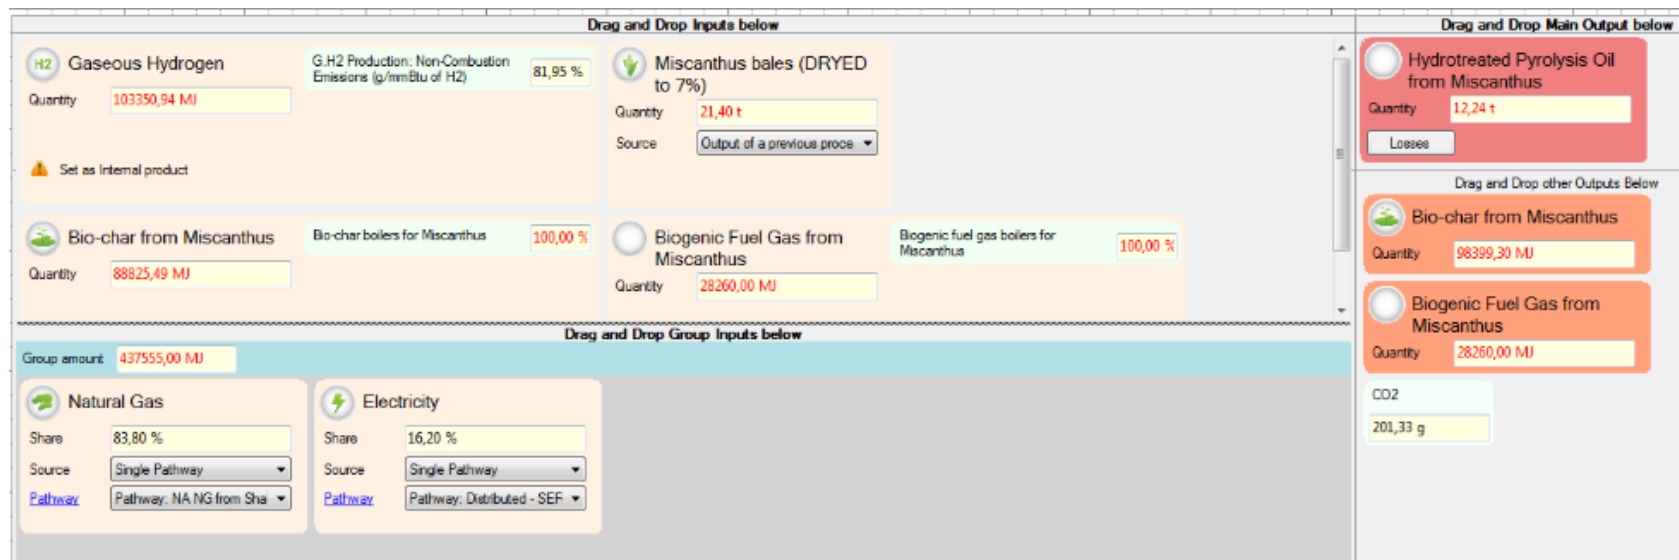 Drag and Drop Inputs below
H2 Gaseous Hydrogen
G.H2 Production: Non-Combustion
Emissions (g/mmBtu of H2)
81,95 %
Quantity 103350,94 MJ
Set as Internal product
Miscanthus bales (DRYED
to 7%)
Quantity 21,40 t
Source Output of a previous proce
Bio-char from Miscanthus
Bio-char boilers for Miscanthus
100,00 %
Quantity 88825,49 MJ
Biogenic Fuel Gas from
Miscanthus
Biogenic fuel gas boilers for
Miscanthus
100,00 %
Quantity 28260,00 MJ
Drag and Drop Group Inputs below
Group amount 437555,00 MJ
Natural Gas
Share 83,80 %
Source Single Pathway
Pathway Pathway: NA NG from Shal
Electricity
Share 16,20 %
Source Single Pathway
Pathway Pathway: Distributed - SER
Drag and Drop Main Output below
Hydrotreated Pyrolysis Oil
from Miscanthus
Quantity 12,24 t
Losses
Drag and Drop other Outputs Below
Bio-char from Miscanthus
Quantity 98399,30 MJ
Biogenic Fuel Gas from
Miscanthus
Quantity 28260,00 MJ
CO2
201,33 g